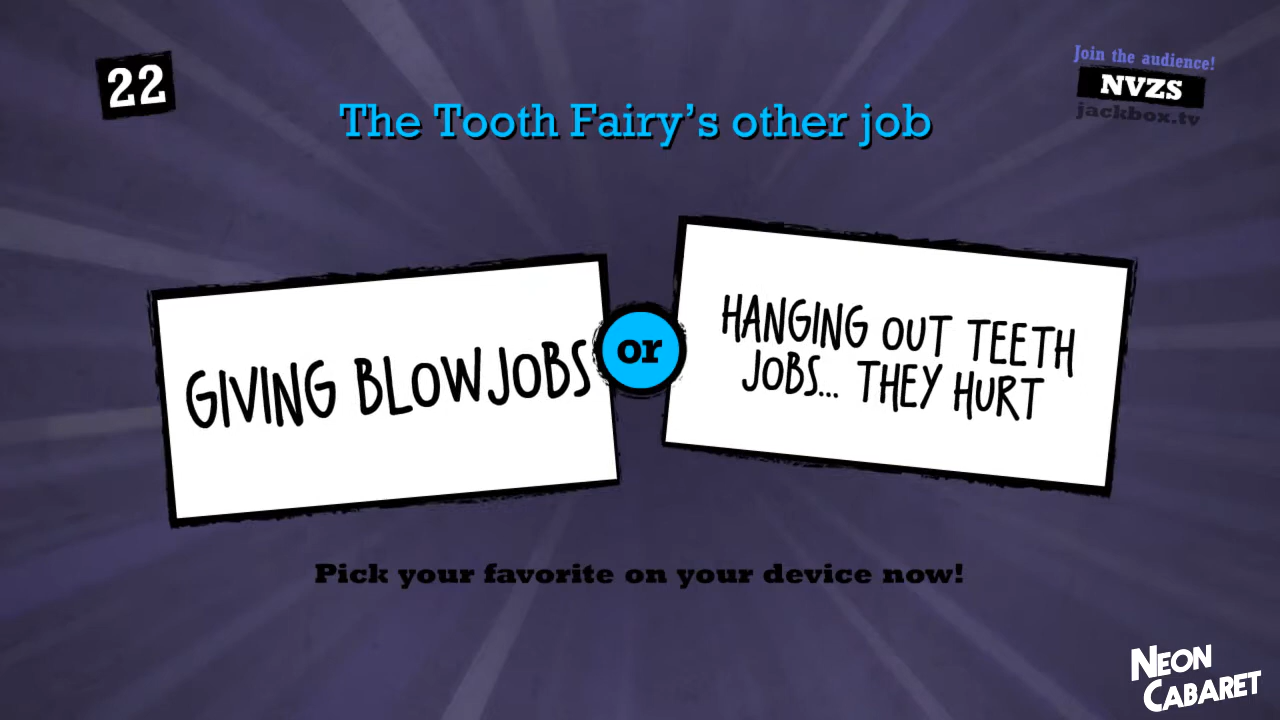 22
Join the audience!
NVZS
jackbox.tv
The Tooth Fairy’s other job
GIVING BLOWJOBS
or
HANGING OUT TEETH
JOBS... THEY HURT
Pick your favorite on your device now!
NEON
CABARET